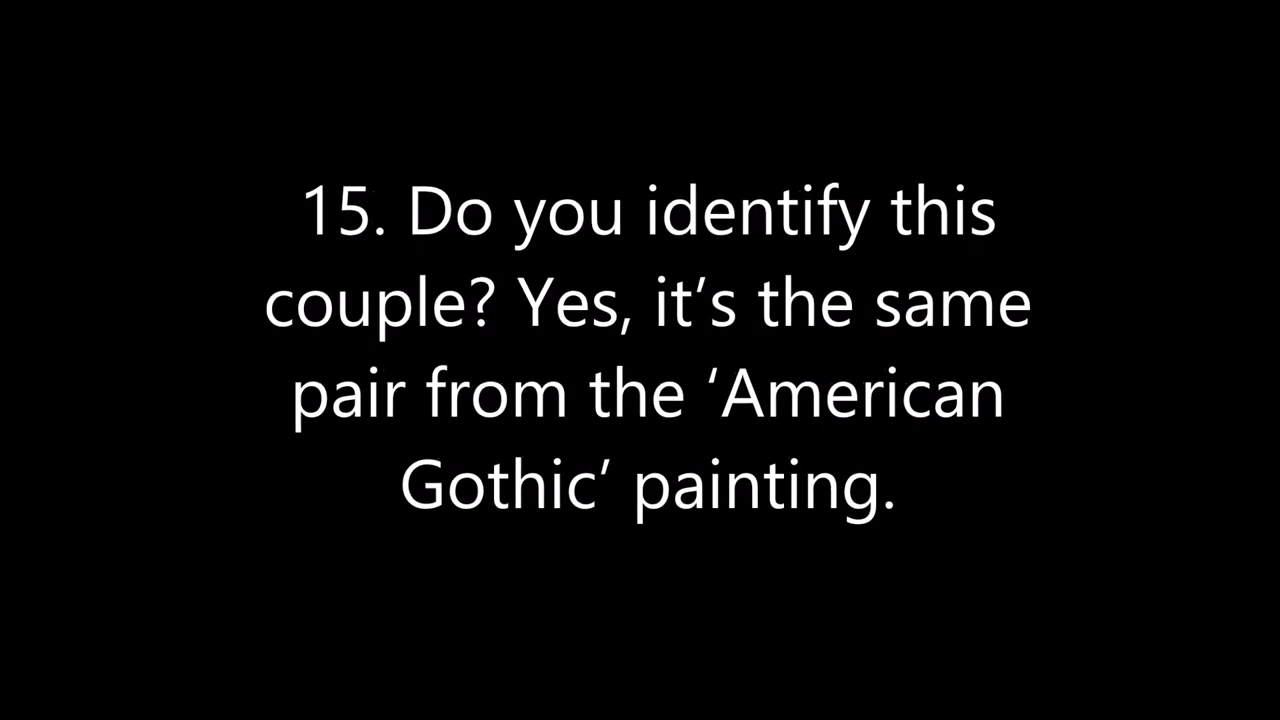 15. Do you identify this
couple? Yes, it’s the same
pair from the ‘American
Gothic’ painting.